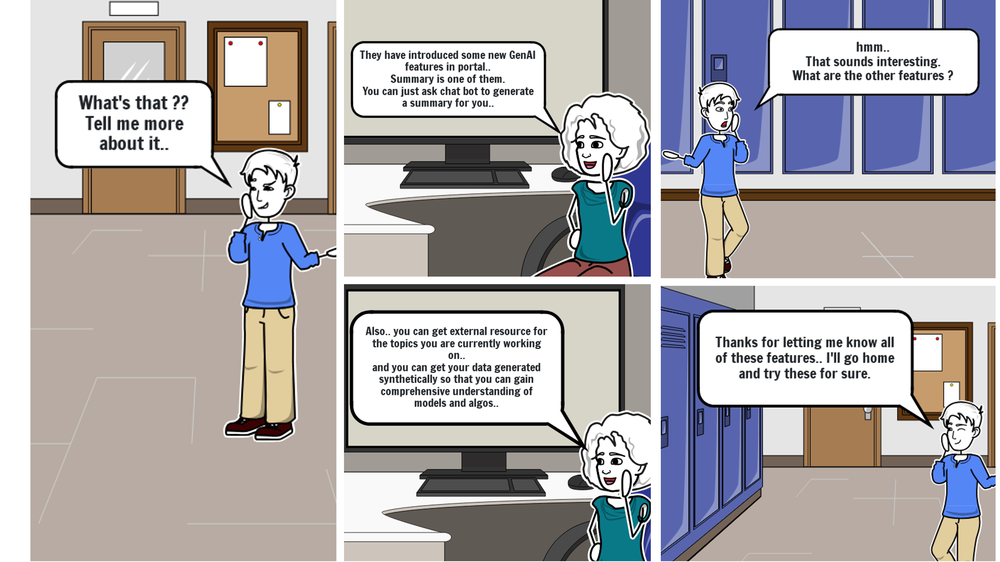 What's that ??
Tell me more
about it..
They have introduced some new GenAI
features in portal..
Summary is one of them.
You can just ask chat bot to generate
a summary for you..
hmm..
That sounds interesting.
What are the other features ?
Also.. you can get external resource for
the topics you are currently working
on..
and you can get your data generated
synthetically so that you can gain
comprehensive understanding of
models and algos..
Thanks for letting me know all
of these features.. I'll go home
and try these for sure.